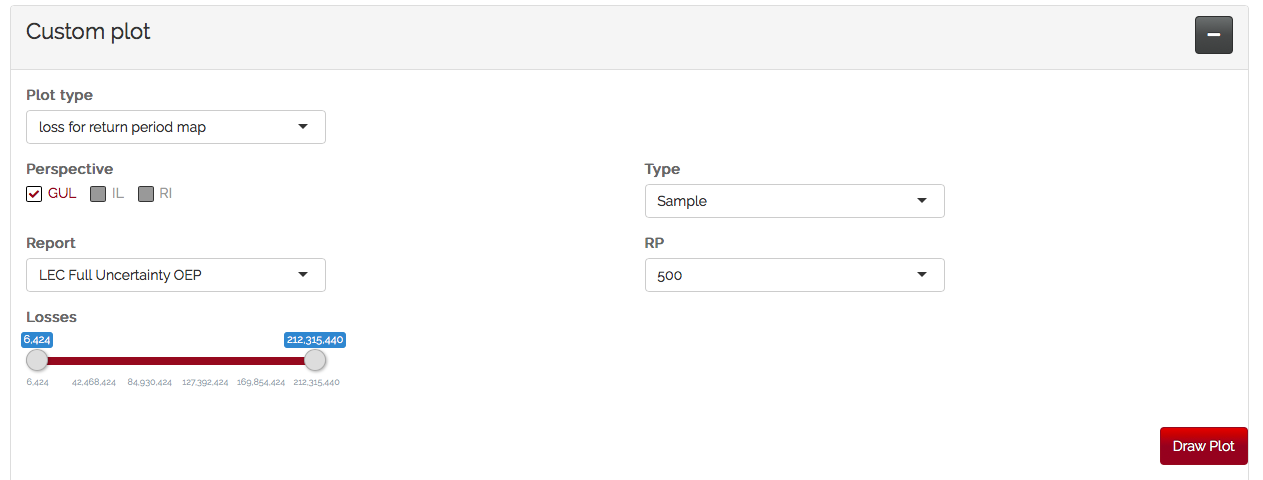 Custom plot
Plot type
loss for return period map
Perspective
Type
GUL IL RI
Sample
Report
RP
LEC Full Uncertainty OEP
500
Losses
6,424 212,315,440
6,424 42,468,424 84,930,424 127,392,424 169,854,424 212,315,440
Draw Plot